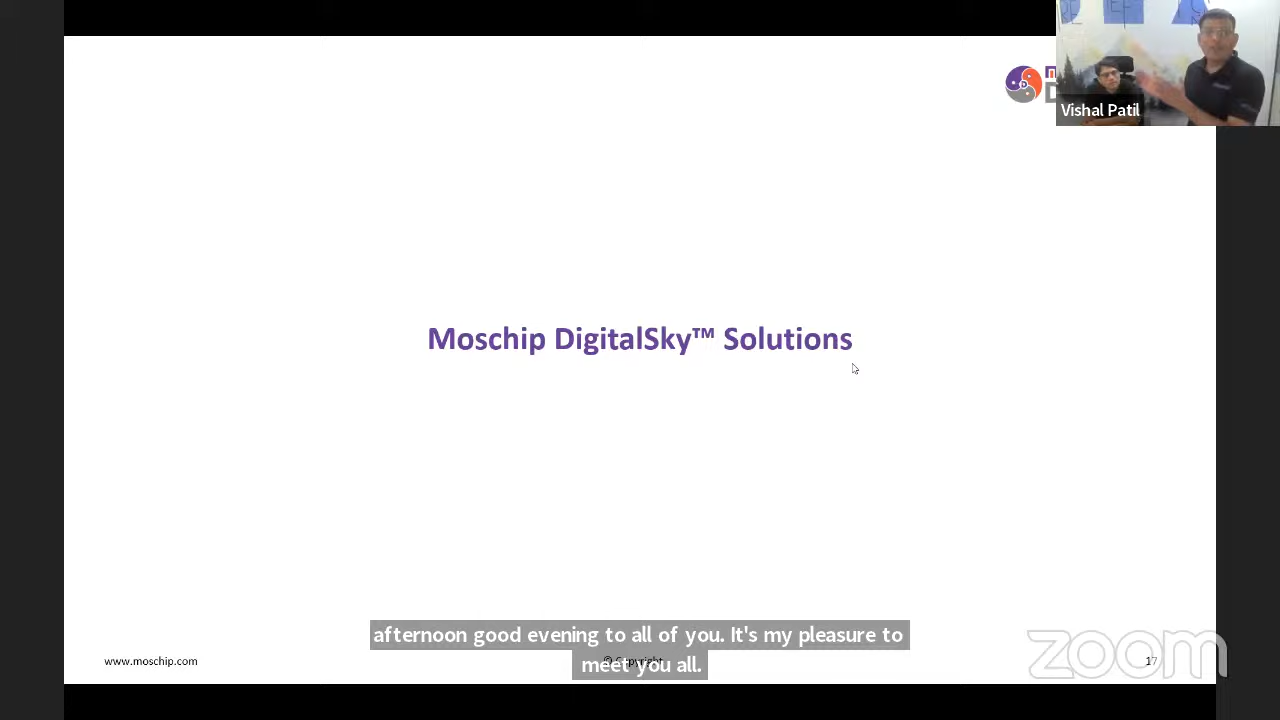 Vishal Patil
Moschip DigitalSky™ Solutions
afternoon good evening to all of you. It's my pleasure to
meet you all.
www.moschip.com
17
zoom